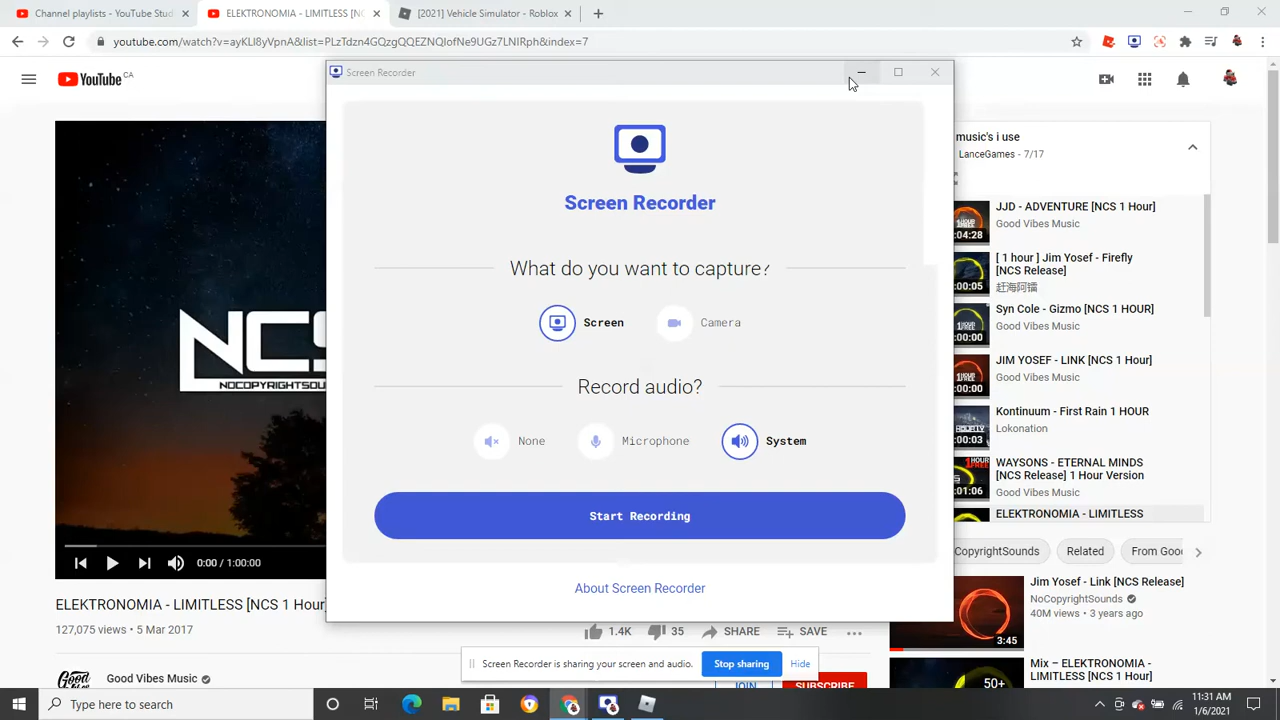 Channel playlists - YouTube Stud
ELEKTRONOMIA - LIMITLESS [NC
[2021] Vehicle Simulator - Roblox
youtube.com/watch?v=ayKLI8yVpnA&list=PLzTdzn4GQzgQQEZNQIofNe9UGz7LNIRph&index=7
YouTube CA
Screen Recorder
Screen Recorder
What do you want to capture?
Screen
Camera
Record audio?
None
Microphone
System
Start Recording
About Screen Recorder
NCS
NOCOPYRIGHTSOUN
0:00 / 1:00:00
ELEKTRONOMIA - LIMITLESS [NCS 1 Hour]
127,075 views • 5 Mar 2017
1.4K
35
SHARE
SAVE
Good Vibes Music
JOIN
SUBSCRIBE
Screen Recorder is sharing your screen and audio.
Stop sharing
Hide
music's i use
LanceGames - 7/17
JJD - ADVENTURE [NCS 1 Hour]
Good Vibes Music
:04:28
[ 1 hour ] Jim Yosef - Firefly
[NCS Release]
赶海阿镭
:00:05
Syn Cole - Gizmo [NCS 1 HOUR]
Good Vibes Music
:00:00
JIM YOSEF - LINK [NCS 1 Hour]
Good Vibes Music
:00:00
Kontinuum - First Rain 1 HOUR
Lokonation
:00:03
WAYSONS - ETERNAL MINDS
[NCS Release] 1 Hour Version
Good Vibes Music
:01:06
ELEKTRONOMIA - LIMITLESS
CopyrightSounds
Related
From Good
Jim Yosef - Link [NCS Release]
NoCopyrightSounds
40M views • 3 years ago
3:45
Mix – ELEKTRONOMIA -
LIMITLESS [NCS 1 Hour]
50+
Type here to search
11:31 AM
1/6/2021